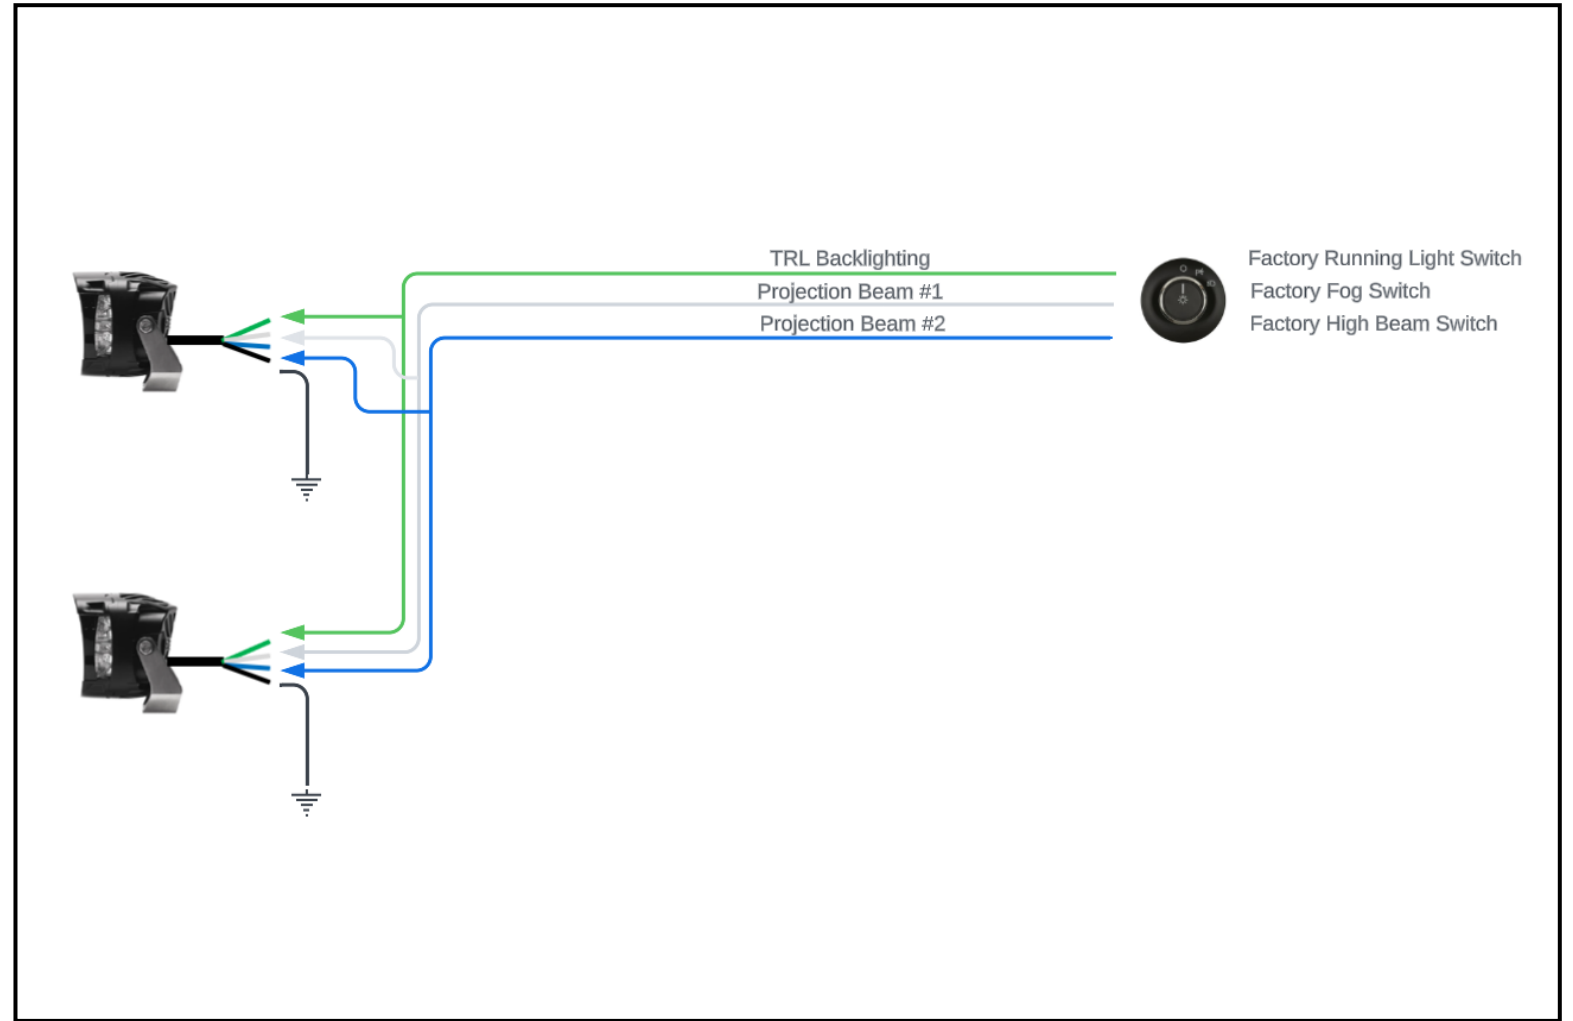 TRL Backlighting
Projection Beam #1
Projection Beam #2
Factory Running Light Switch
Factory Fog Switch
Factory High Beam Switch